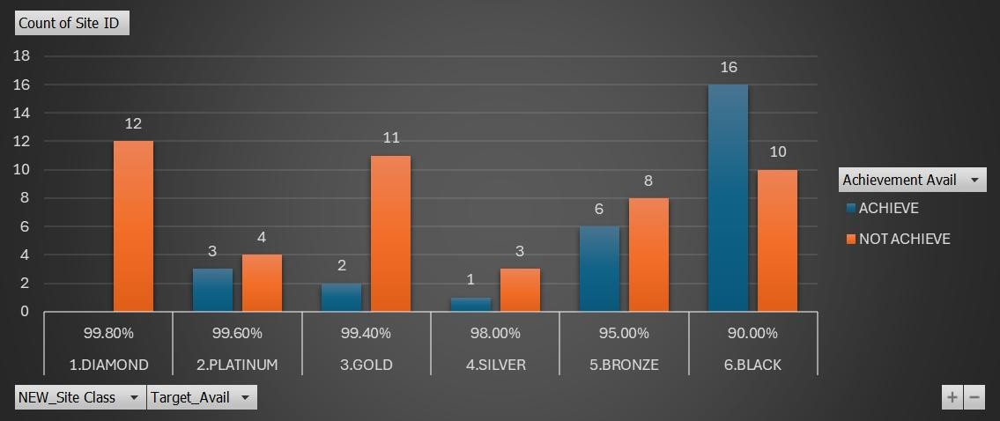 Count of Site ID
18
16
14
12
10
8
6
4
2
0
12
3
4
2
11
1
3
6
8
16
10
99.80%
99.60%
99.40%
98.00%
95.00%
90.00%
1.DIAMOND
2.PLATINUM
3.GOLD
4.SILVER
5.BRONZE
6.BLACK
Achievement Avail
ACHIEVE
NOT ACHIEVE
NEW_Site Class
Target_Avail
+
−